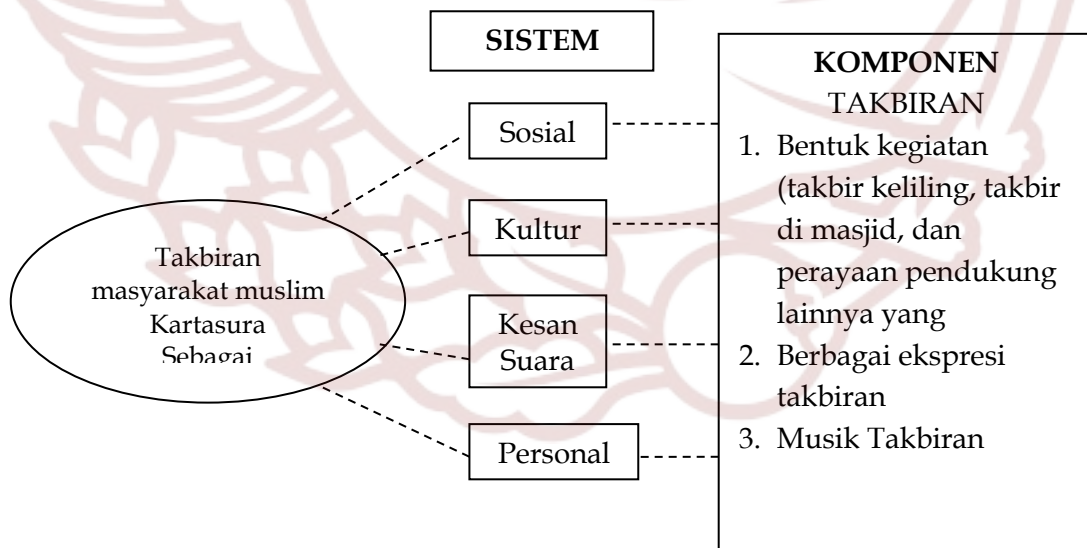 SISTEM
KOMPONEN
TAKBIRAN
1. Bentuk kegiatan
(takbir keliling, takbir
di masjid, dan
perayaan pendukung
lainnya yang
2. Berbagai ekspresi
takbiran
3. Musik Takbiran
Sosial
Kultur
Kesan
Suara
Personal
Takbiran
masyarakat muslim
Kartasura
Sebagai